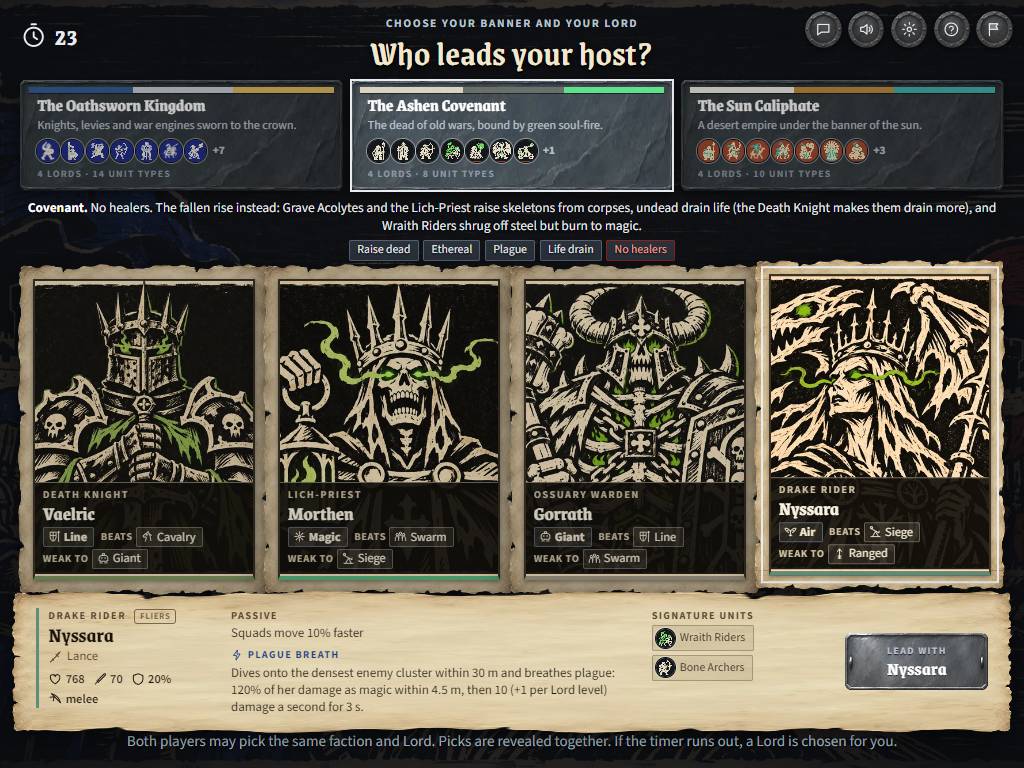 23
CHOOSE YOUR BANNER AND YOUR LORD
Who leads your host?
The Oathsworn Kingdom
Knights, levies and war engines sworn to the crown.
+7
4 LORDS · 14 UNIT TYPES
The Ashen Covenant
The dead of old wars, bound by green soul-fire.
+1
4 LORDS · 8 UNIT TYPES
The Sun Caliphate
A desert empire under the banner of the sun.
+3
4 LORDS · 10 UNIT TYPES
Covenant. No healers. The fallen rise instead: Grave Acolytes and the Lich-Priest raise skeletons from corpses, undead drain life (the Death Knight makes them drain more), and
Wraith Riders shrug off steel but burn to magic.
Raise dead Ethereal Plague Life drain No healers
DEATH KNIGHT
Vaelric
Line BEATS Cavalry
WEAK TO Giant
LICH-PRIEST
Morthen
Magic BEATS Swarm
WEAK TO Siege
OSSUARY WARDEN
Gorrath
Giant BEATS Line
WEAK TO Swarm
DRAKE RIDER
Nyssara
Air BEATS Siege
WEAK TO Ranged
DRAKE RIDER FLIERS
Nyssara
Lance
768 70 20%
melee
PASSIVE
Squads move 10% faster
PLAGUE BREATH
Dives onto the densest enemy cluster within 30 m and breathes plague:
120% of her damage as magic within 4.5 m, then 10 (+1 per Lord level)
damage a second for 3 s.
SIGNATURE UNITS
Wraith Riders
Bone Archers
LEAD WITH
Nyssara
Both players may pick the same faction and Lord. Picks are revealed together. If the timer runs out, a Lord is chosen for you.